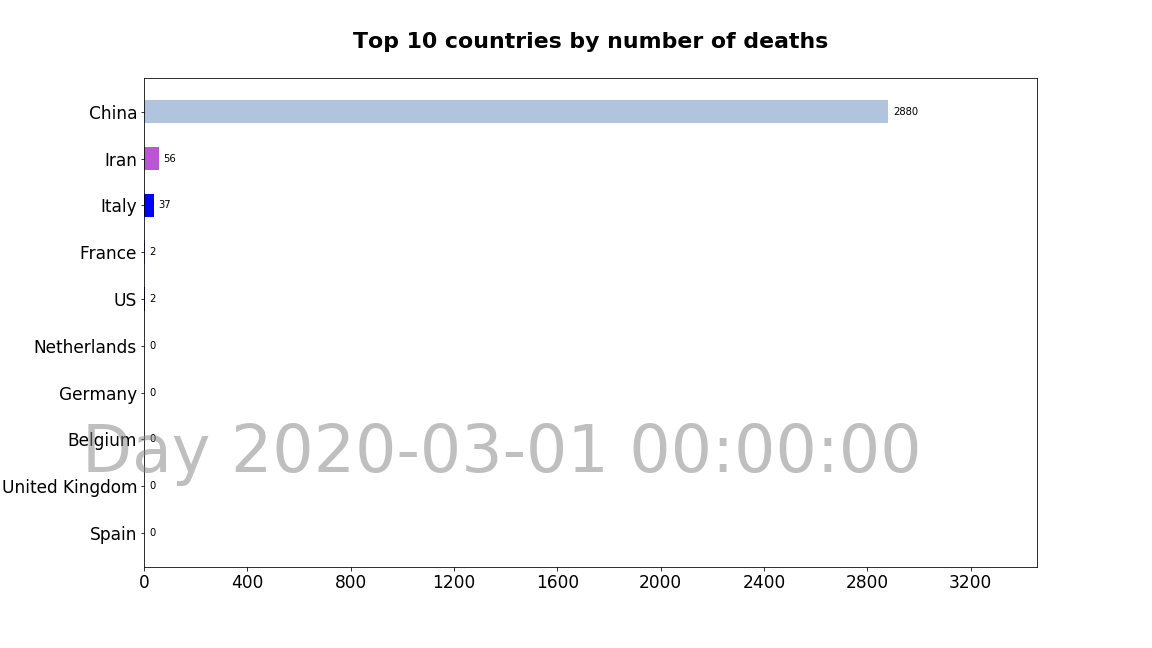 Top 10 countries by number of deaths
China 2880
Iran 56
Italy 37
France 2
US 2
Netherlands 0
Germany 0
Belgium 0
Day 2020-03-01 00:00:00
United Kingdom 0
Spain 0
0 400 800 1200 1600 2000 2400 2800 3200